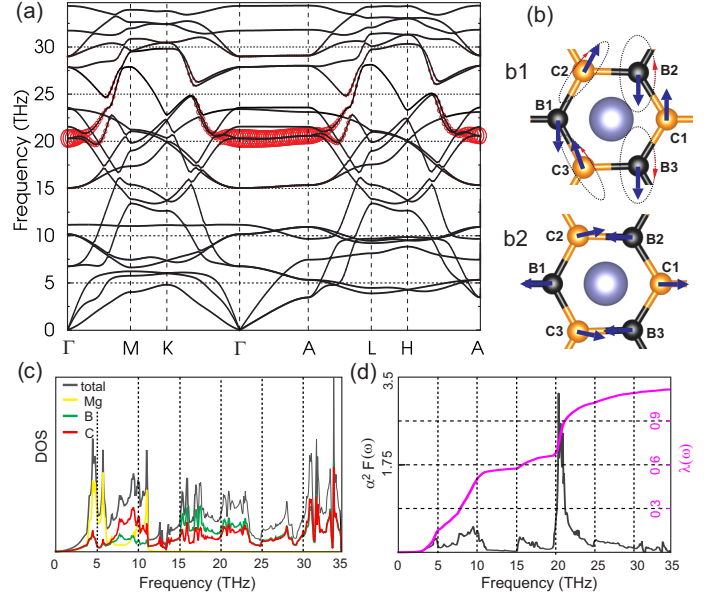 (a)
Frequency (THz)
30
25
20
15
10
5
0
Γ M K Γ A L H A
(b)
b1
C2
B2
B1
C1
C3
B3
b2
C2
B2
B1
C1
C3
B3
(c)
total
Mg
B
C
DOS
0 5 10 15 20 25 30 35
Frequency (THz)
(d)
3.5
1.75
α² F (ω)
0.9
0.6
0.3
λ(ω)
0 5 10 15 20 25 30 35
Frequency (THz)